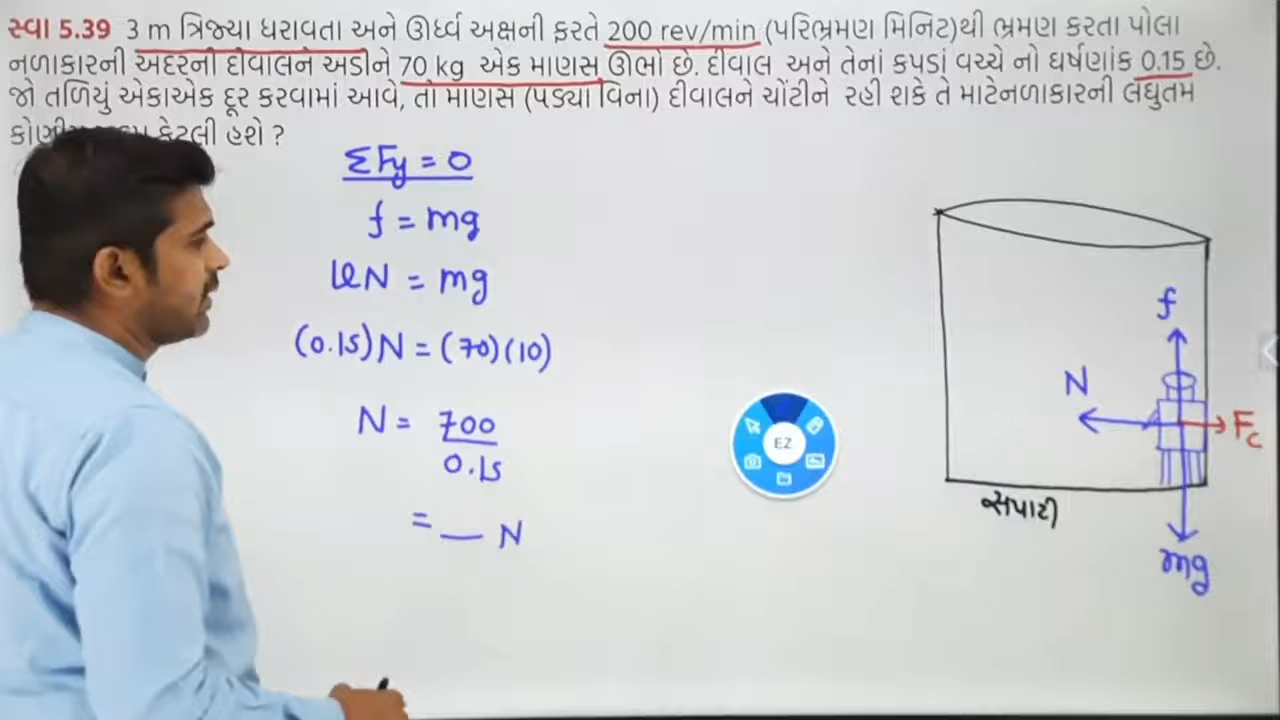 સ્વા 5.39 3 m ત્રિજ્યા ધરાવતા અને ઊર્ધ્વ અક્ષની ફરતે 200 rev/min (પરિભ્રમણ મિનિટ)થી ભ્રમણ કરતા પોલા
નળાકારની અંદરની દીવાલને અડીને 70 kg એક માણસ ઊભો છે. દીવાલ અને તેનાં કપડાં વચ્ચે નો ઘર્ષણાંક 0.15 છે.
જો તળિયું એકાએક દૂર કરવામાં આવે, તો માણસ (પડ્યા વિના) દીવાલને ચોંટીને રહી શકે તે માટેનળાકારની લઘુતમ
કેટલી હશે ?
ΣFy = 0
f = mg
μN = mg
(0.15)N = (70)(10)
N = 700
0.15
= __ N
f
N
Fc
EZ
સપાટી
mg